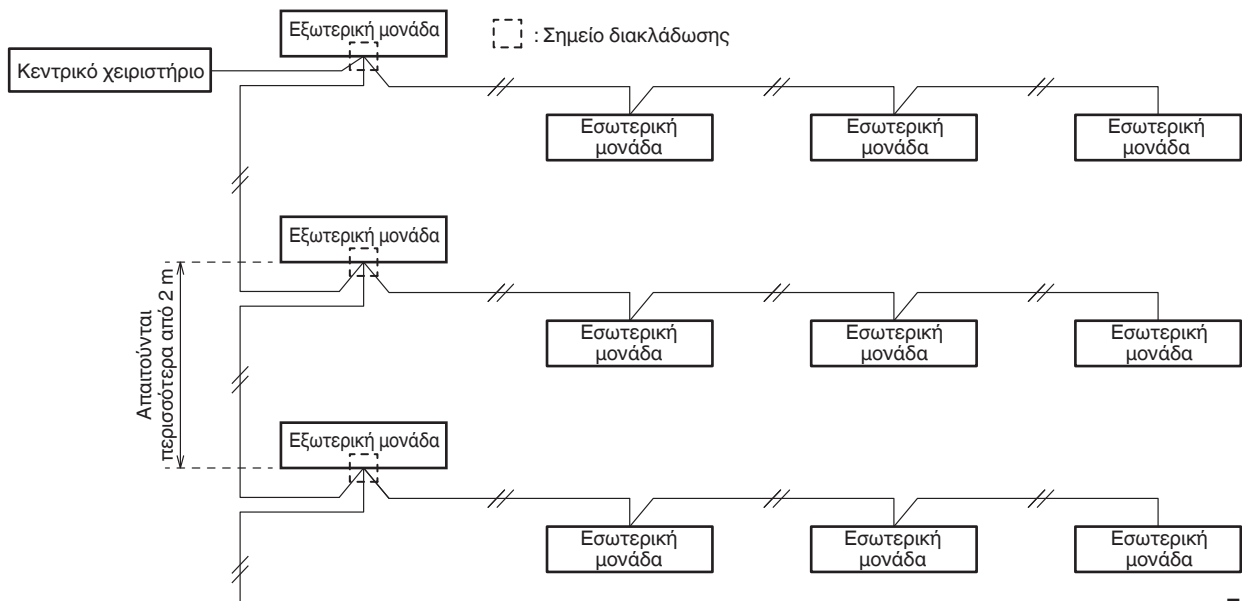 Εξωτερική μονάδα
: Σημείο διακλάδωσης
Κεντρικό χειριστήριο
Εσωτερική
μονάδα
Εσωτερική
μονάδα
Εσωτερική
μονάδα
Εξωτερική μονάδα
Απαιτούνται
περισσότερα από 2 m
Εσωτερική
μονάδα
Εσωτερική
μονάδα
Εσωτερική
μονάδα
Εξωτερική μονάδα
Εσωτερική
μονάδα
Εσωτερική
μονάδα
Εσωτερική
μονάδα